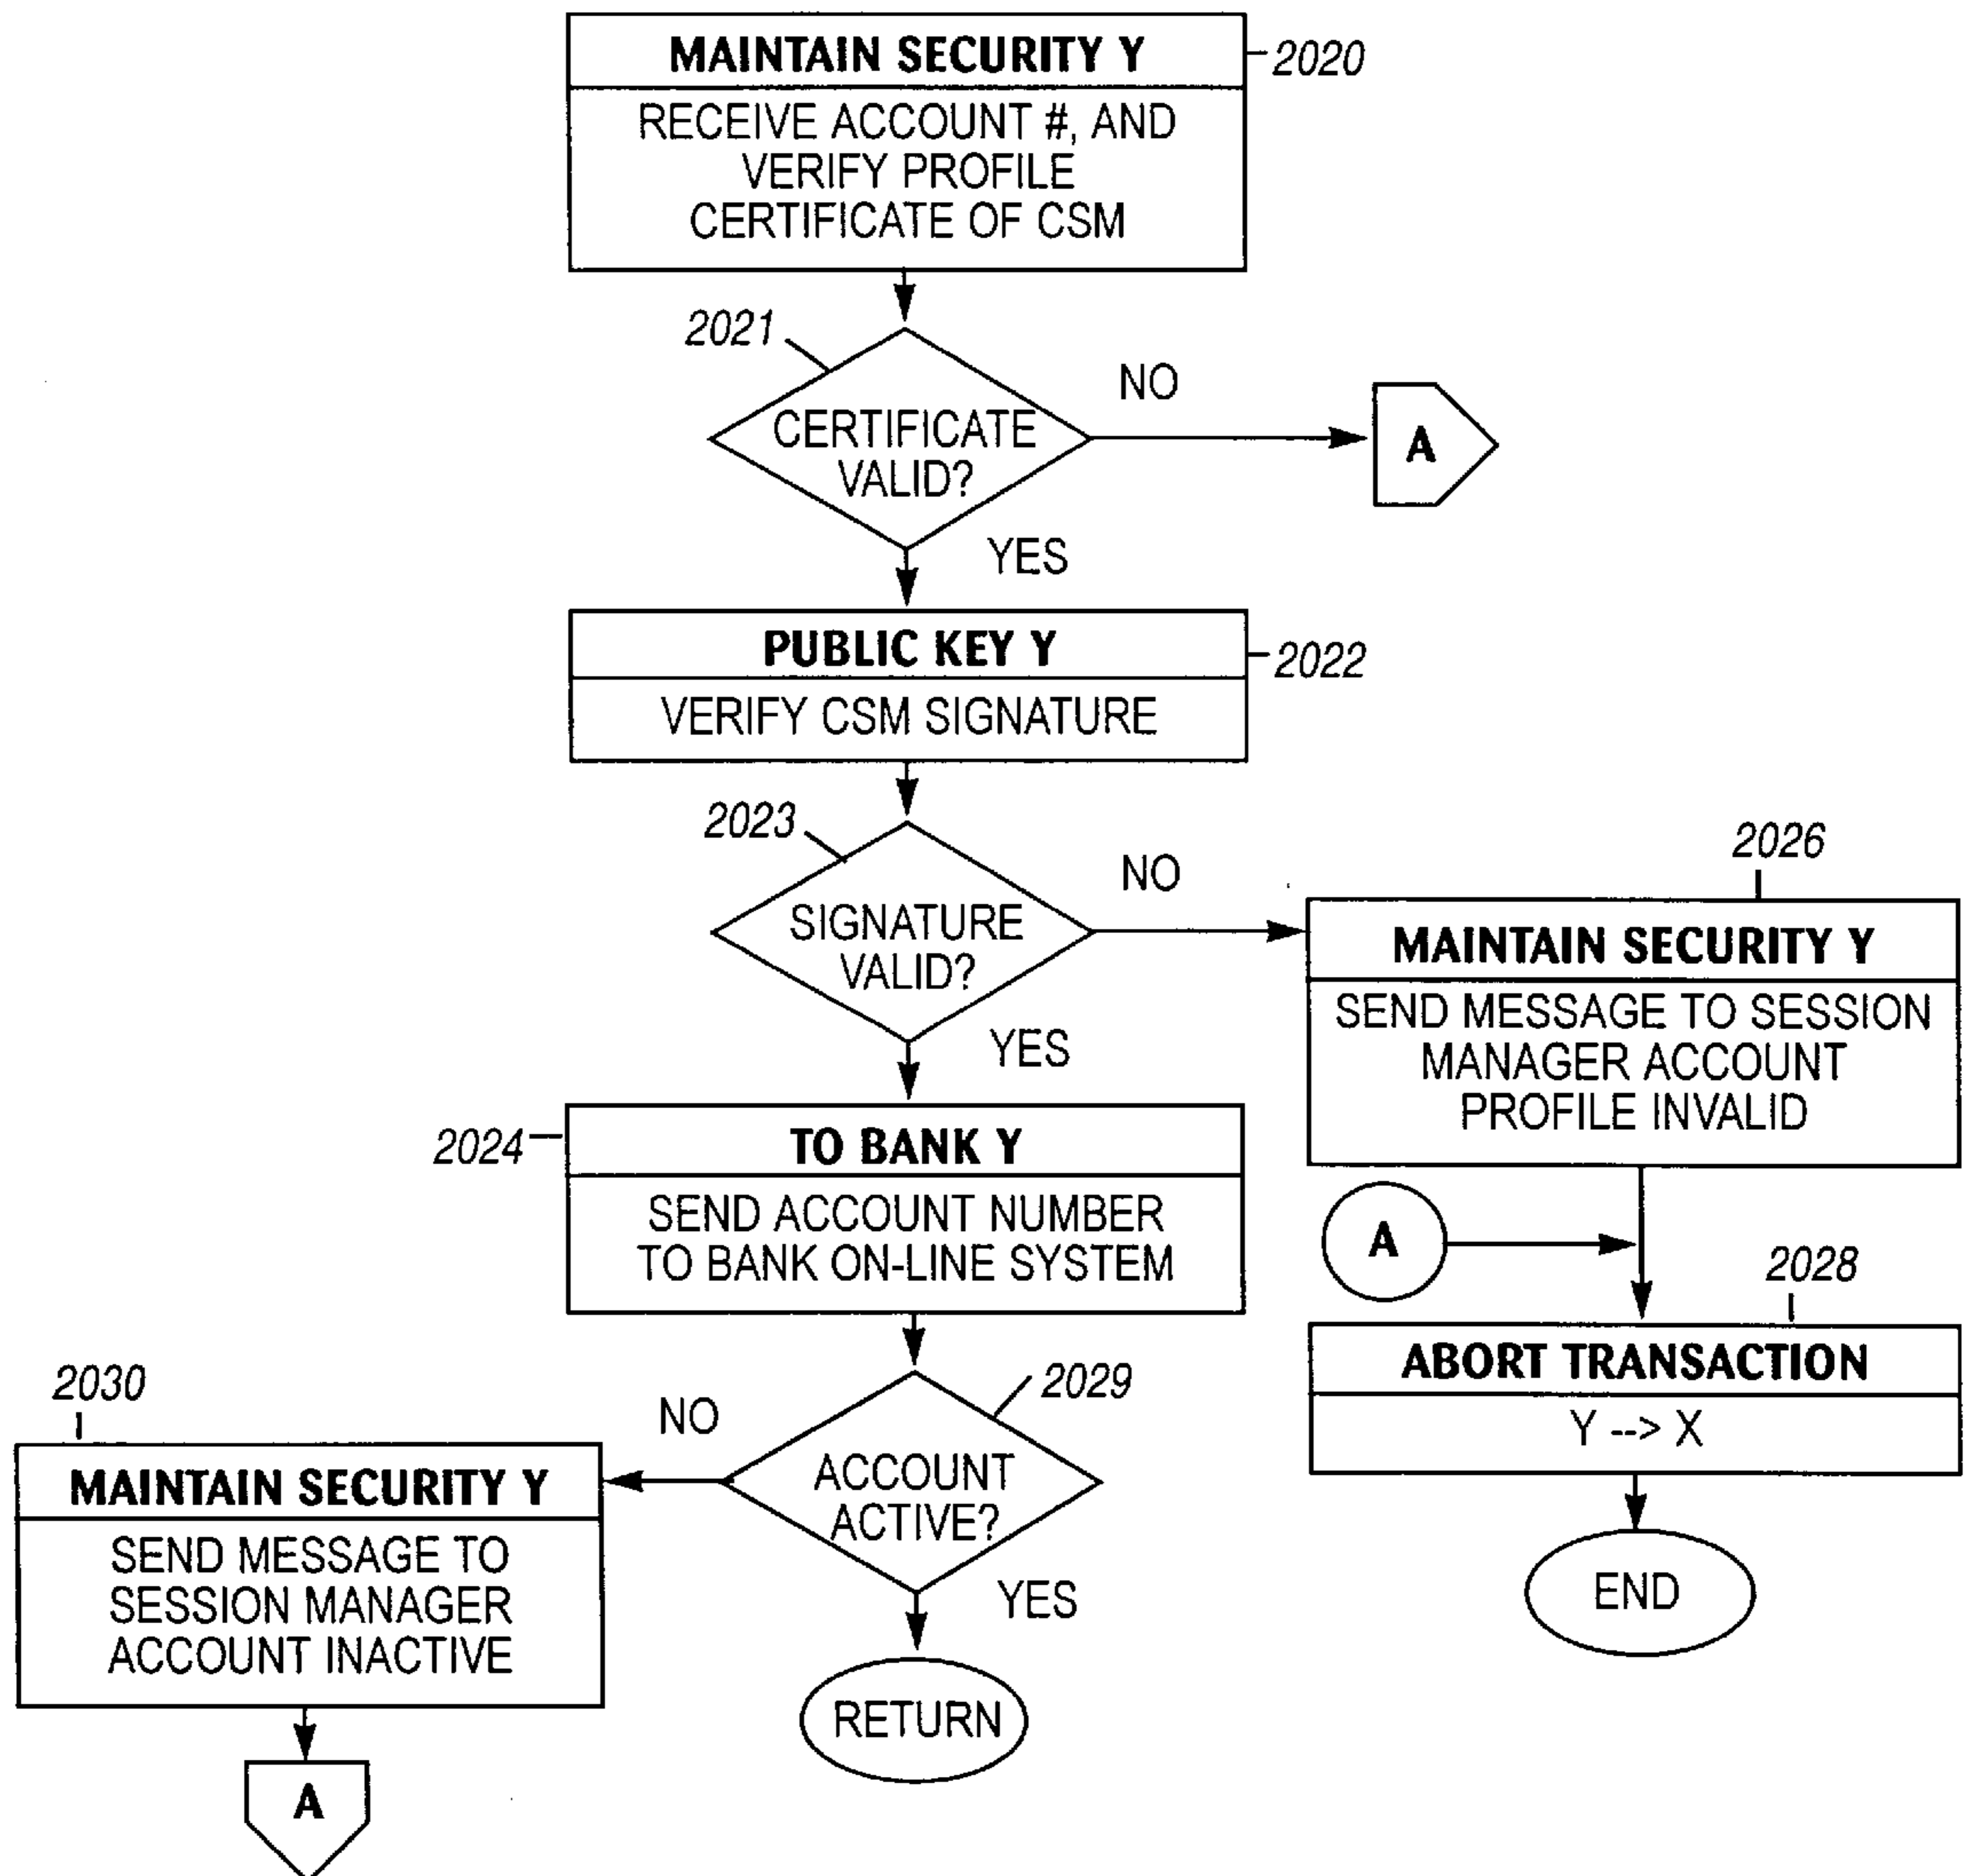 MAINTAIN SECURITY Y
2020
RECEIVE ACCOUNT #, AND
VERIFY PROFILE
CERTIFICATE OF CSM
2021
CERTIFICATE
VALID?
NO
A
YES
PUBLIC KEY Y
2022
VERIFY CSM SIGNATURE
2023
SIGNATURE
VALID?
NO
YES
2026
MAINTAIN SECURITY Y
SEND MESSAGE TO SESSION
MANAGER ACCOUNT
PROFILE INVALID
2024
TO BANK Y
SEND ACCOUNT NUMBER
TO BANK ON-LINE SYSTEM
A
2028
ABORT TRANSACTION
Y --> X
END
2029
ACCOUNT
ACTIVE?
NO
YES
RETURN
2030
MAINTAIN SECURITY Y
SEND MESSAGE TO
SESSION MANAGER
ACCOUNT INACTIVE
A